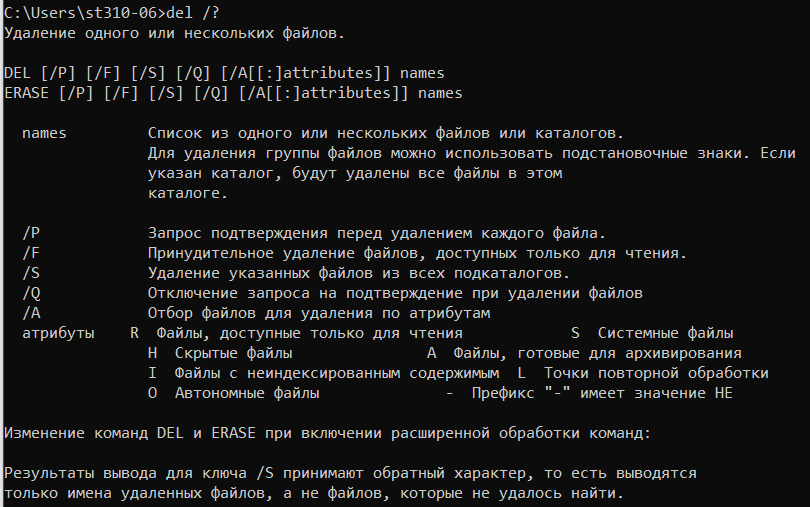 C:\Users\st310-06>del /?
Удаление одного или нескольких файлов.
DEL [/P] [/F] [/S] [/Q] [/A[[:]attributes]] names
ERASE [/P] [/F] [/S] [/Q] [/A[[:]attributes]] names
names Список из одного или нескольких файлов или каталогов.
Для удаления группы файлов можно использовать подстановочные знаки. Если
указан каталог, будут удалены все файлы в этом
каталоге.
/P Запрос подтверждения перед удалением каждого файла.
/F Принудительное удаление файлов, доступных только для чтения.
/S Удаление указанных файлов из всех подкаталогов.
/Q Отключение запроса на подтверждение при удалении файлов
/A Отбор файлов для удаления по атрибутам
атрибуты R Файлы, доступные только для чтения S Системные файлы
H Скрытые файлы A Файлы, готовые для архивирования
I Файлы с неиндексированным содержимым L Точки повторной обработки
O Автономные файлы - Префикс "-" имеет значение НЕ
Изменение команд DEL и ERASE при включении расширенной обработки команд:
Результаты вывода для ключа /S принимают обратный характер, то есть выводятся
только имена удаленных файлов, а не файлов, которые не удалось найти.